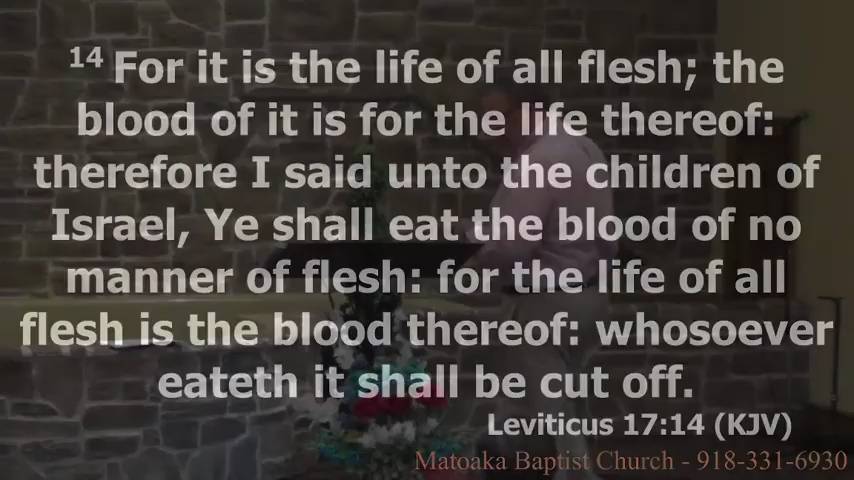 14 For it is the life of all flesh; the
blood of it is for the life thereof:
therefore I said unto the children of
Israel, Ye shall eat the blood of no
manner of flesh: for the life of all
flesh is the blood thereof: whosoever
eateth it shall be cut off.
Leviticus 17:14 (KJV)
Matoaka Baptist Church - 918-331-6930